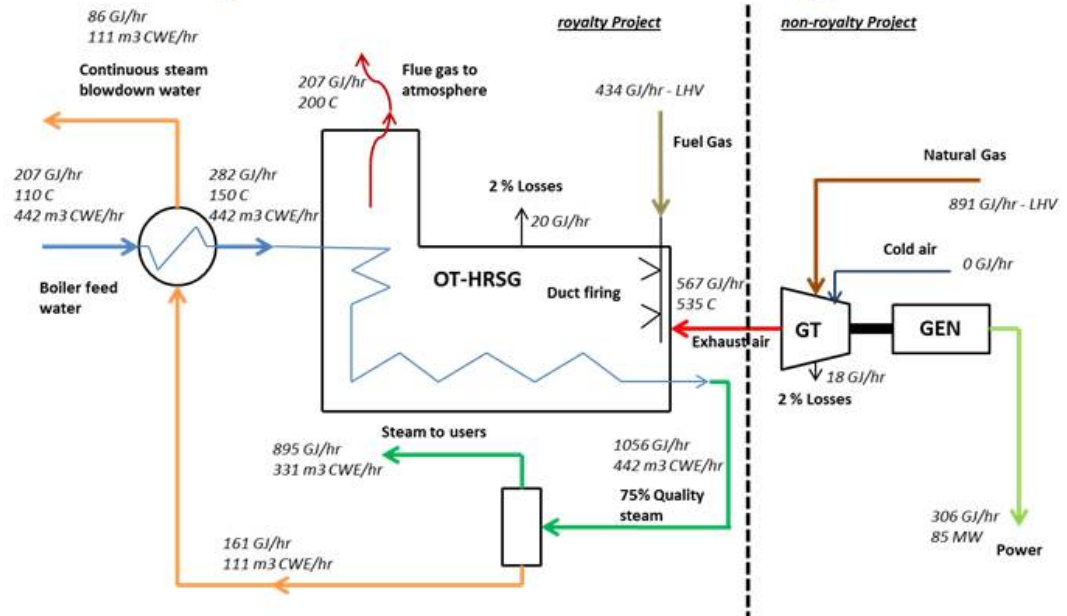 86 GJ/hr
111 m3 CWE/hr
Continuous steam
blowdown water
207 GJ/hr
110 C
442 m3 CWE/hr
282 GJ/hr
150 C
442 m3 CWE/hr
Boiler feed
water
207 GJ/hr
200 C
Flue gas to
atmosphere
royalty Project
non-royalty Project
434 GJ/hr - LHV
Fuel Gas
2 % Losses
20 GJ/hr
OT-HRSG
Duct firing
567 GJ/hr
535 C
Exhaust air
Natural Gas
891 GJ/hr - LHV
Cold air
0 GJ/hr
GT
GEN
18 GJ/hr
2 % Losses
306 GJ/hr
85 MW
Power
Steam to users
895 GJ/hr
331 m3 CWE/hr
1056 GJ/hr
442 m3 CWE/hr
75% Quality
steam
161 GJ/hr
111 m3 CWE/hr